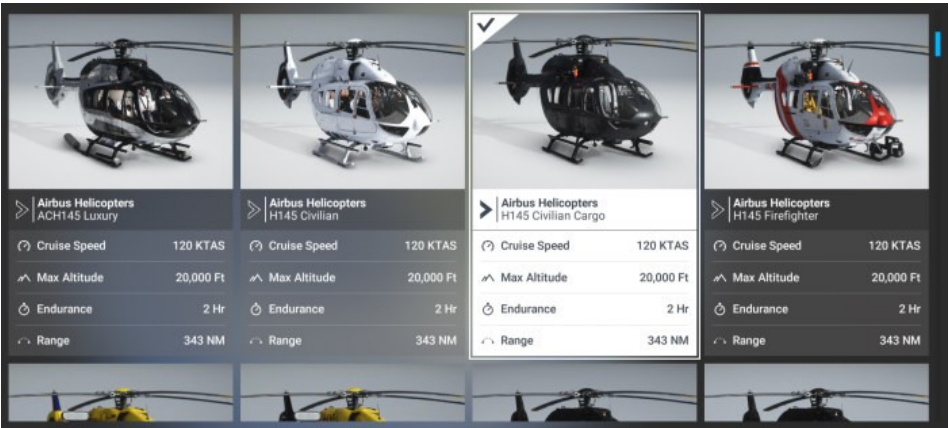 Airbus Helicopters
ACH145 Luxury
Cruise Speed 120 KTAS
Max Altitude 20,000 Ft
Endurance 2 Hr
Range 343 NM
Airbus Helicopters
H145 Civilian
Cruise Speed 120 KTAS
Max Altitude 20,000 Ft
Endurance 2 Hr
Range 343 NM
Airbus Helicopters
H145 Civilian Cargo
Cruise Speed 120 KTAS
Max Altitude 20,000 Ft
Endurance 2 Hr
Range 343 NM
Airbus Helicopters
H145 Firefighter
Cruise Speed 120 KTAS
Max Altitude 20,000 Ft
Endurance 2 Hr
Range 343 NM